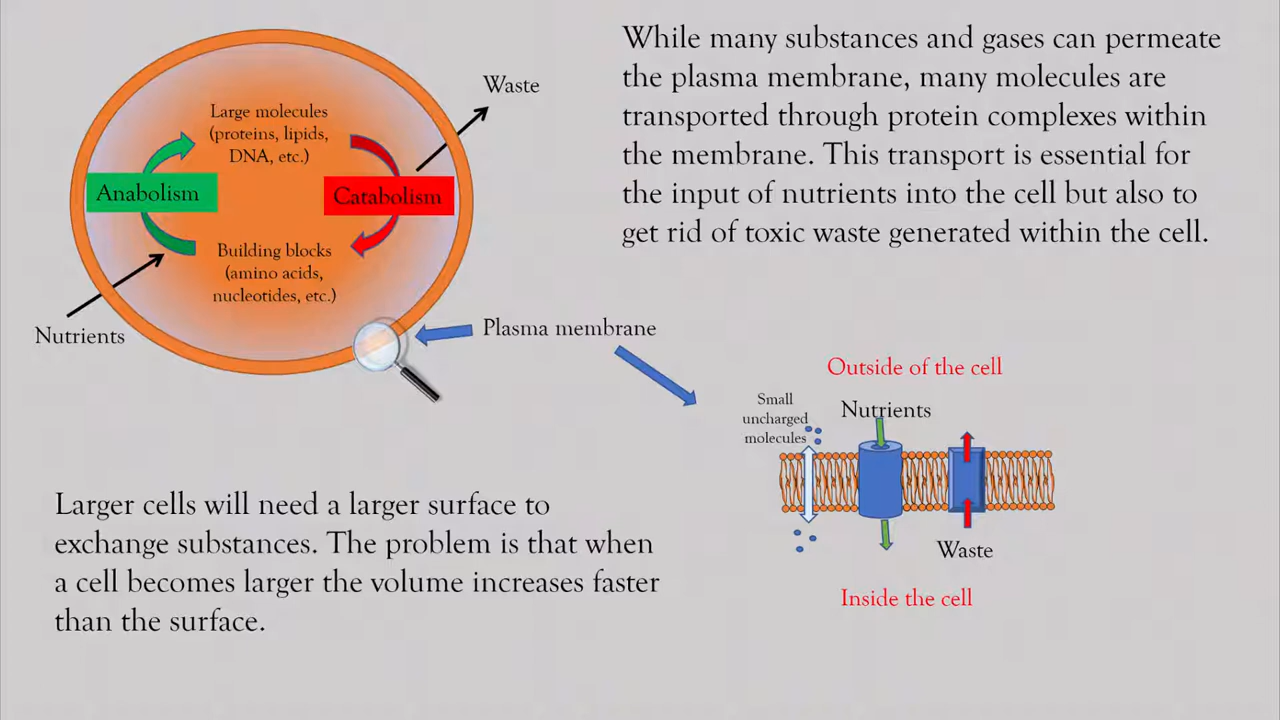 While many substances and gases can permeate
the plasma membrane, many molecules are
transported through protein complexes within
the membrane. This transport is essential for
the input of nutrients into the cell but also to
get rid of toxic waste generated within the cell.
Waste
Large molecules
(proteins, lipids,
DNA, etc.)
Anabolism
Catabolism
Building blocks
(amino acids,
nucleotides, etc.)
Nutrients
Plasma membrane
Outside of the cell
Small
uncharged
molecules
Nutrients
Waste
Inside the cell
Larger cells will need a larger surface to
exchange substances. The problem is that when
a cell becomes larger the volume increases faster
than the surface.